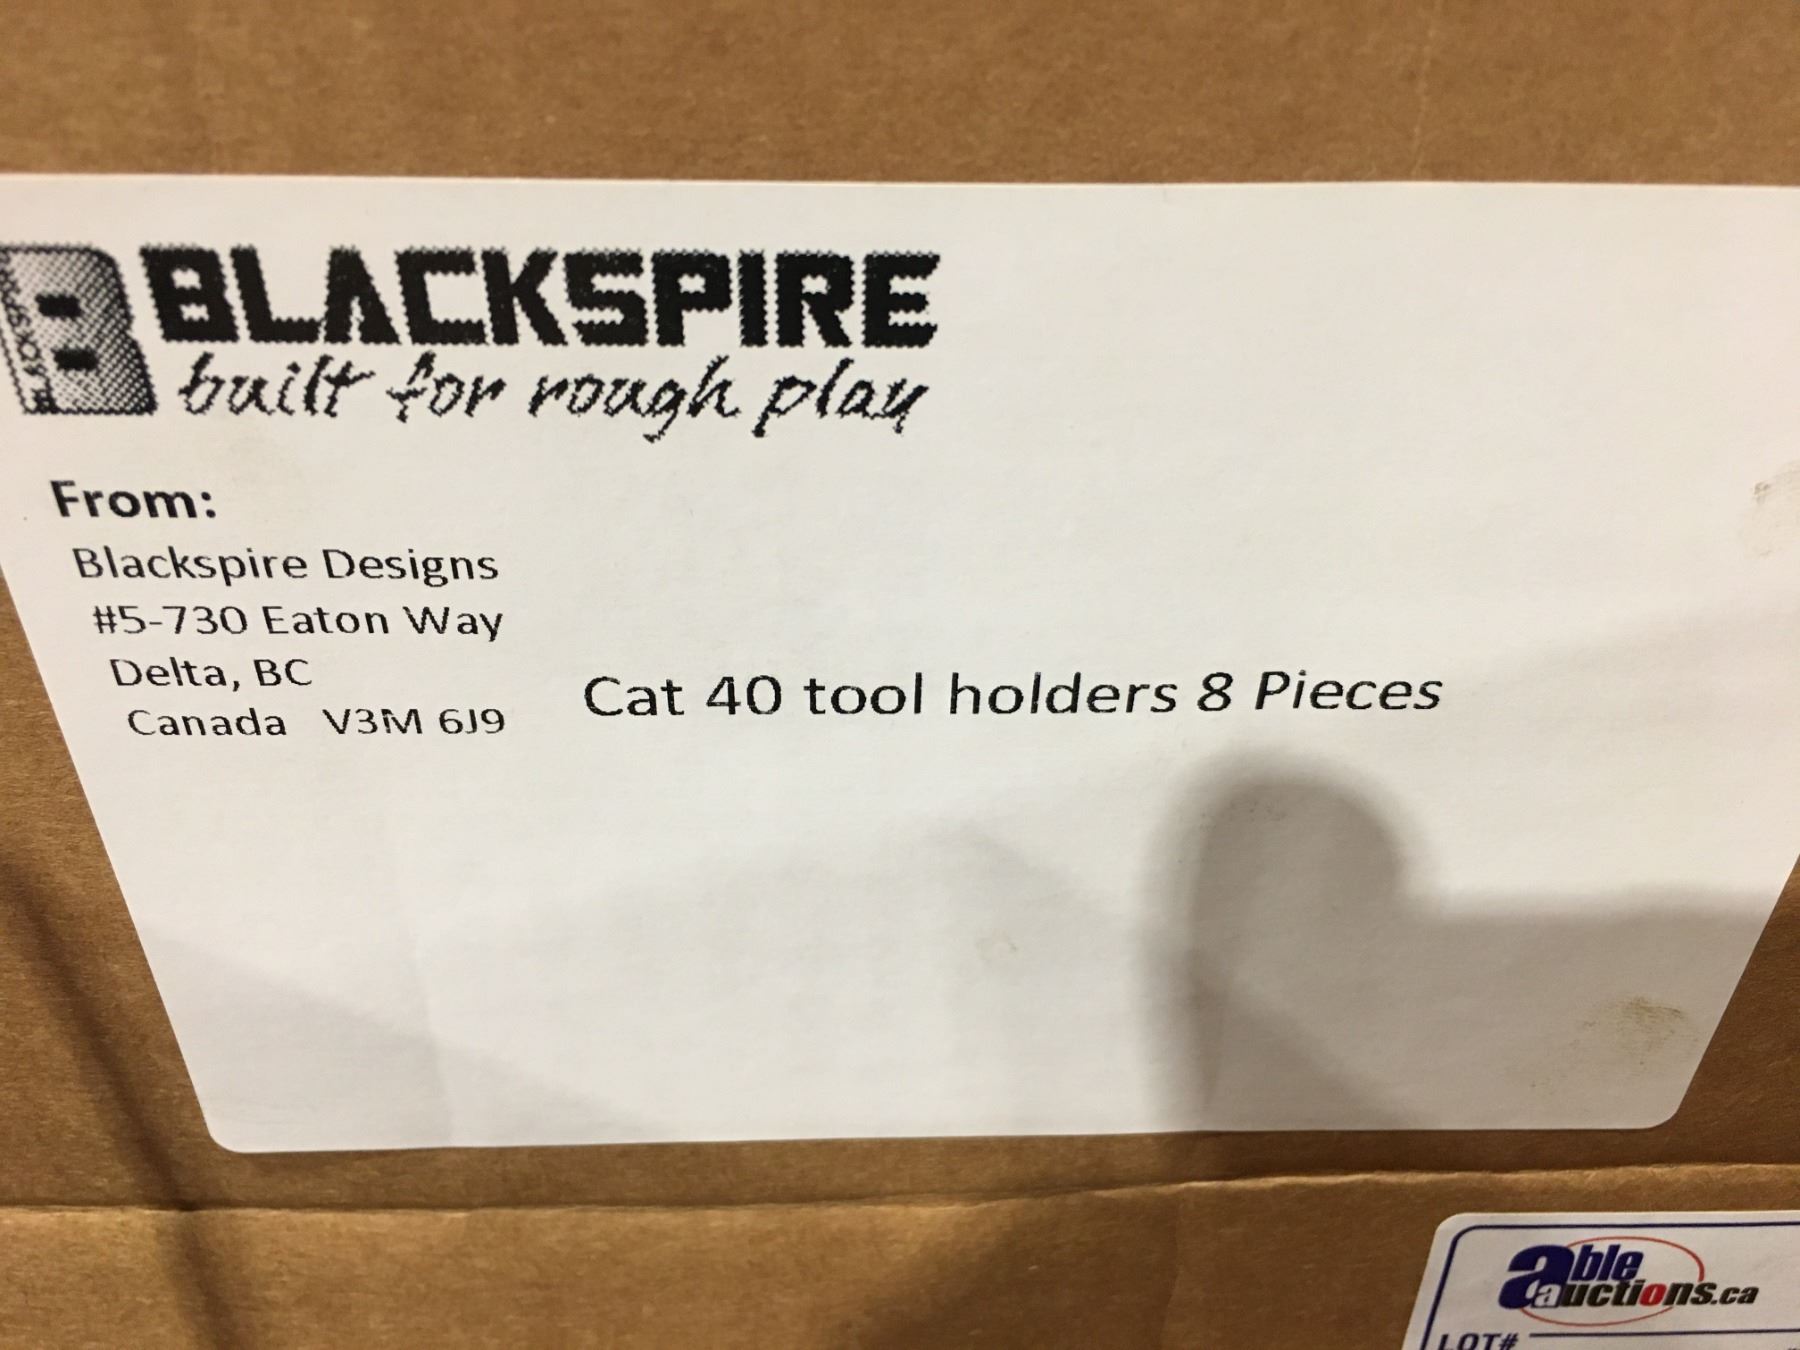 BLACKSPIRE
built for rough play
From:
Blackspire Designs
#5-730 Eaton Way
Delta, BC
Canada V3M 6J9
Cat 40 tool holders 8 Pieces
able auctions.ca
LOT#